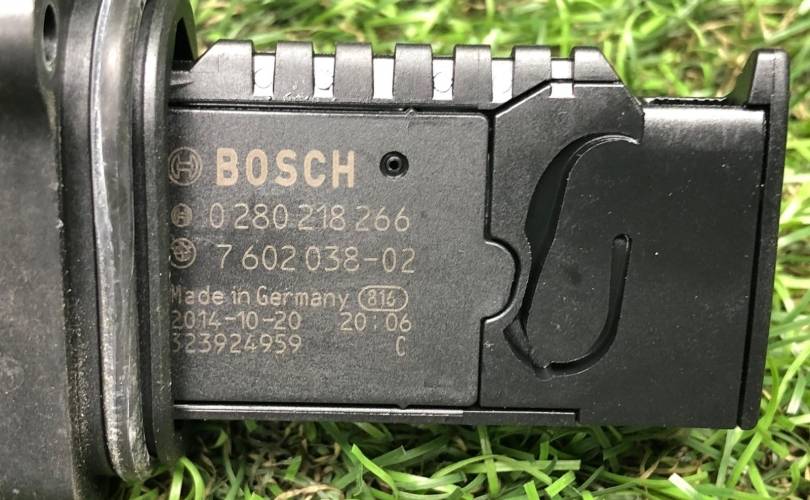 BOSCH
0 280 218 266
7 602 038-02
Made in Germany 816
2014-10-20 20:06
323924959 C